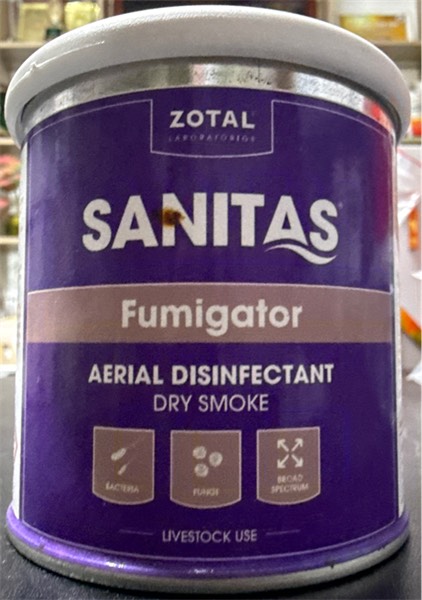 ZOTAL
LABORATORIOS
SANITAS
Fumigator
AERIAL DISINFECTANT
DRY SMOKE
BACTERIA
FUNGI
BROAD
SPECTRUM
LIVESTOCK USE